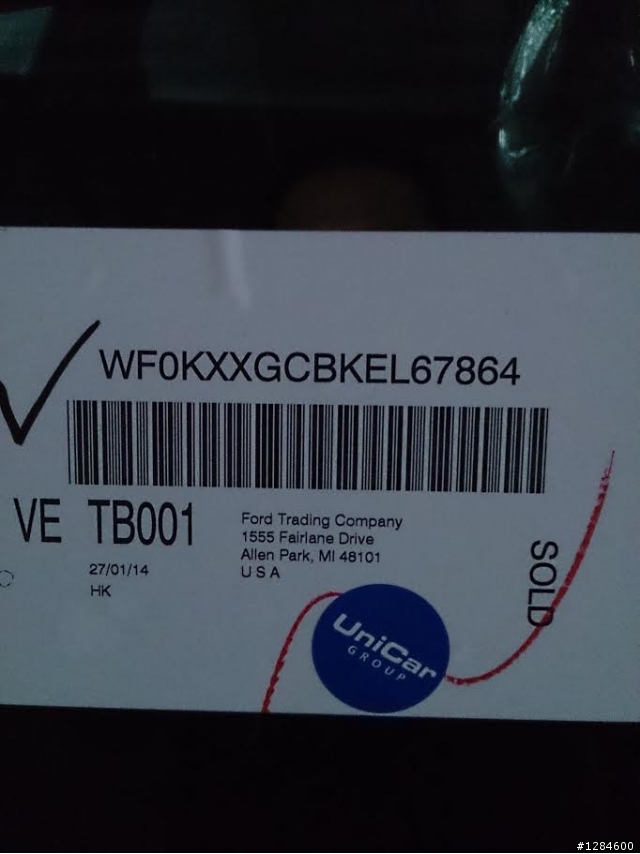 WF0KXXGCBKEL67864
VE TB001
27/01/14
HK
Ford Trading Company
1555 Fairlane Drive
Allen Park, MI 48101
U S A
SOLD
UniCar
GROUP
#1284600